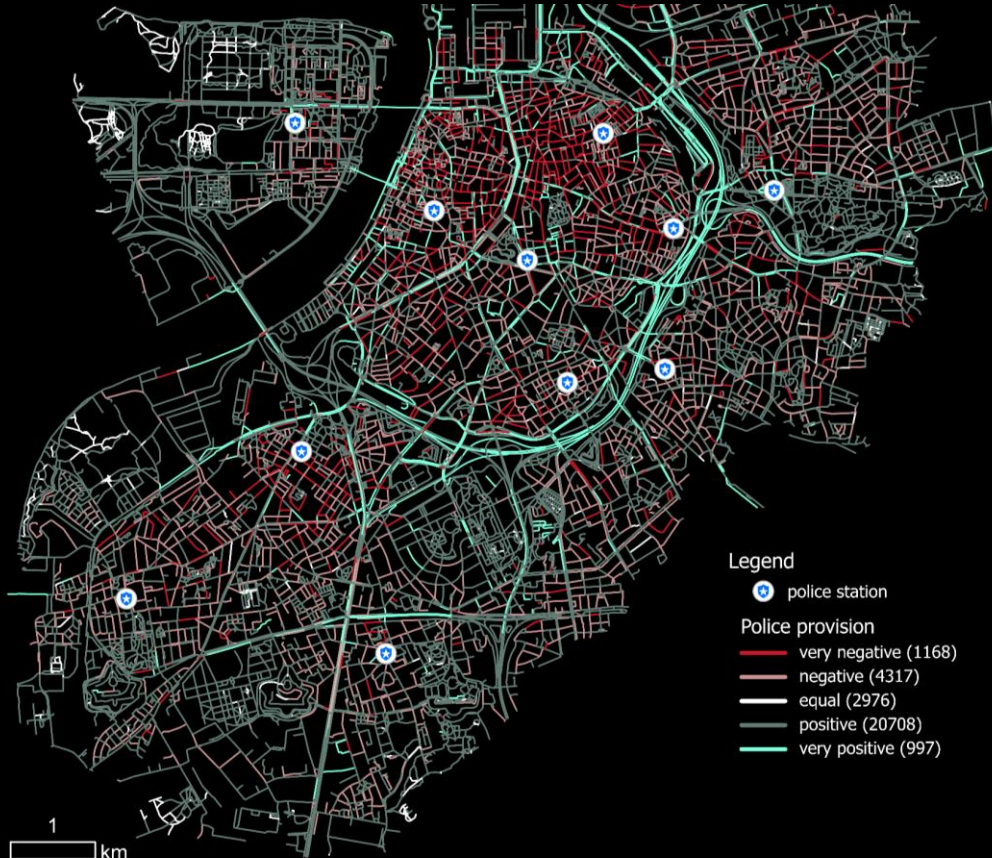 Legend
police station
Police provision
very negative (1168)
negative (4317)
equal (2976)
positive (20708)
very positive (997)
1
km